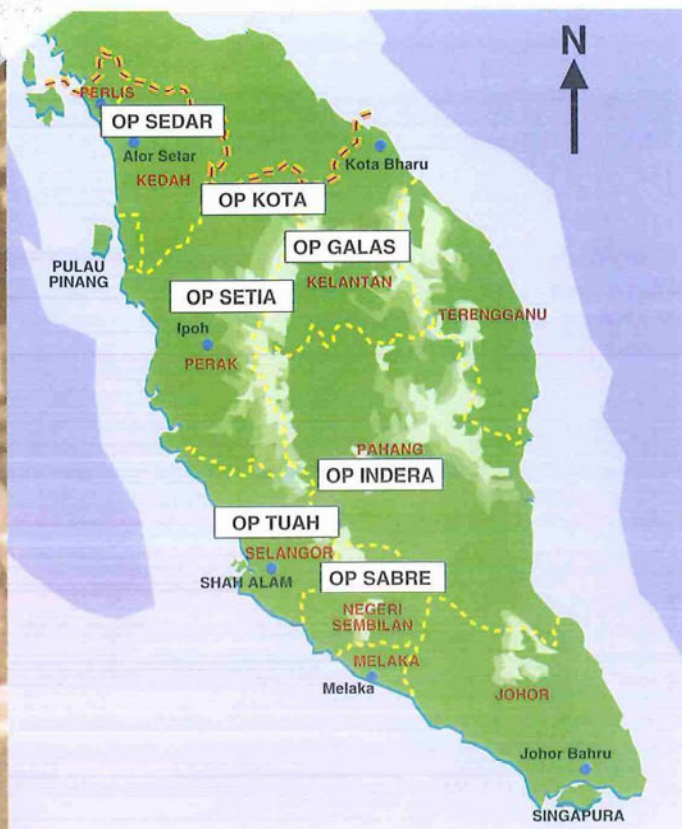 N
PERLIS
OP SEDAR
Alor Setar
KEDAH
Kota Bharu
OP KOTA
OP GALAS
PULAU
PINANG
KELANTAN
OP SETIA
TERENGGANU
Ipoh
PERAK
PAHANG
OP INDERA
OP TUAH
SELANGOR
SHAH ALAM
OP SABRE
NEGERI
SEMBILAN
MELAKA
Melaka
JOHOR
Johor Bahru
SINGAPURA